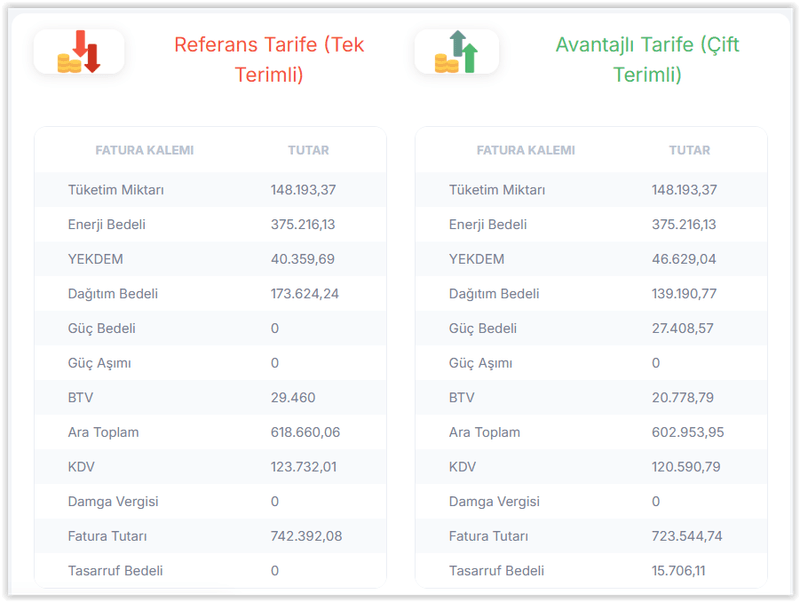 Referans Tarife (Tek
Terimli)
FATURA KALEMI TUTAR
Tüketim Miktarı 148.193,37
Enerji Bedeli 375.216,13
YEKDEM 40.359,69
Dağıtım Bedeli 173.624,24
Güç Bedeli 0
Güç Aşımı 0
BTV 29.460
Ara Toplam 618.660,06
KDV 123.732,01
Damga Vergisi 0
Fatura Tutarı 742.392,08
Tasarruf Bedeli 0
Avantajlı Tarife (Çift
Terimli)
FATURA KALEMI TUTAR
Tüketim Miktarı 148.193,37
Enerji Bedeli 375.216,13
YEKDEM 46.629,04
Dağıtım Bedeli 139.190,77
Güç Bedeli 27.408,57
Güç Aşımı 0
BTV 20.778,79
Ara Toplam 602.953,95
KDV 120.590,79
Damga Vergisi 0
Fatura Tutarı 723.544,74
Tasarruf Bedeli 15.706,11